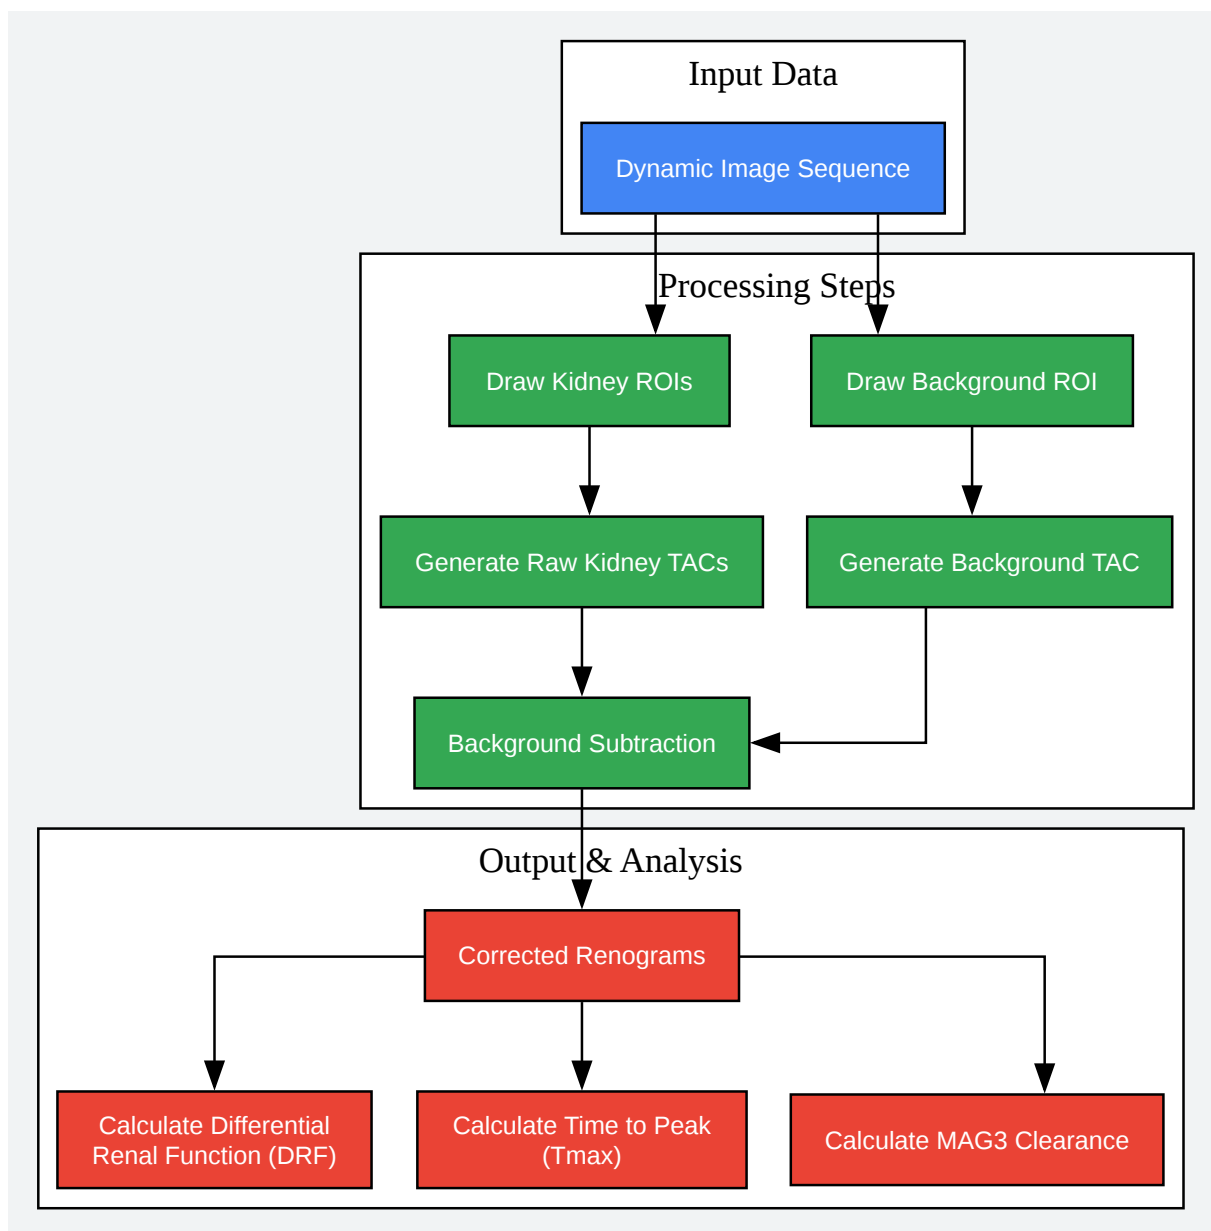 Input Data
Dynamic Image Sequence
Processing Steps
Draw Kidney ROIs
Draw Background ROI
Generate Raw Kidney TACs
Generate Background TAC
Background Subtraction
Output & Analysis
Corrected Renograms
Calculate Differential
Renal Function (DRF)
Calculate Time to Peak
(Tmax)
Calculate MAG3 Clearance